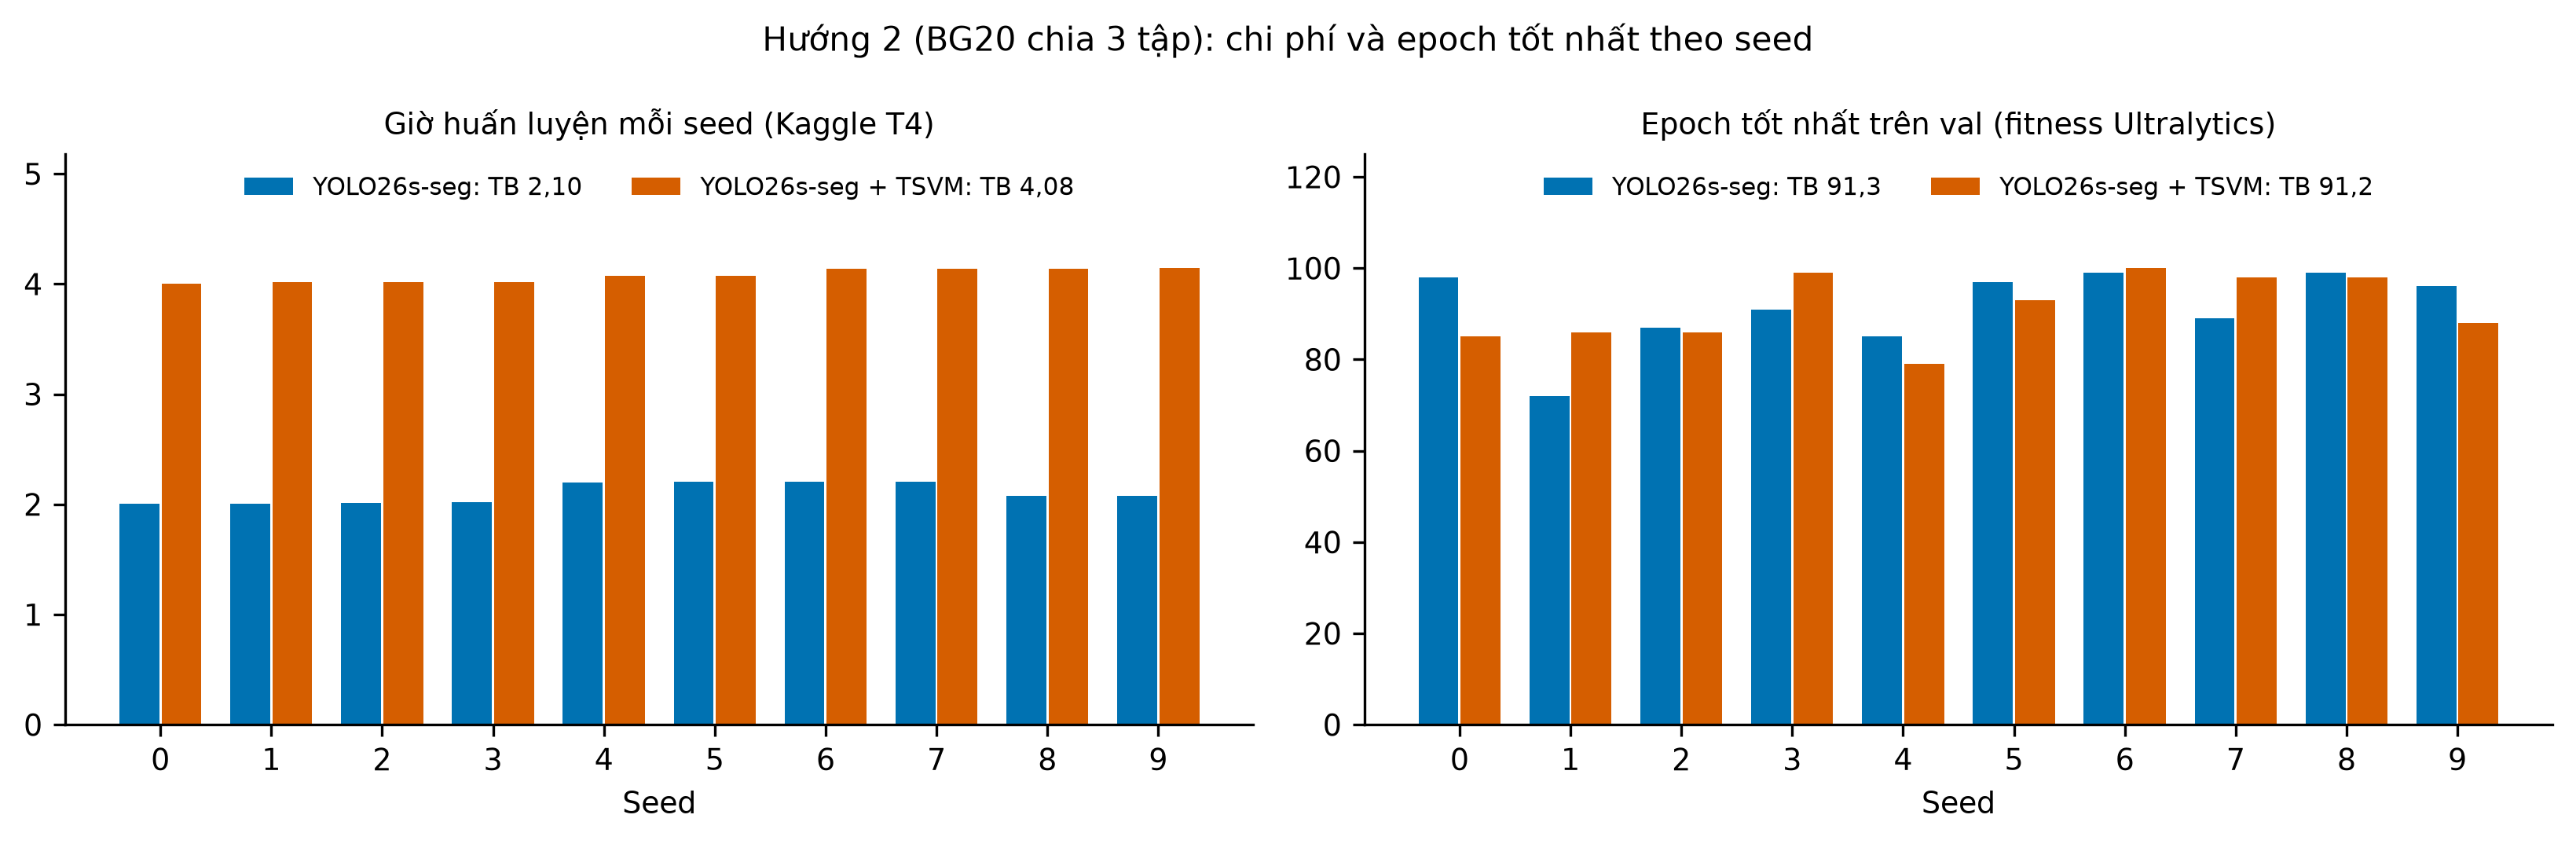 Hướng 2 (BG20 chia 3 tập): chi phí và epoch tốt nhất theo seed
Giờ huấn luyện mỗi seed (Kaggle T4)
YOLO26s-seg: TB 2,10
YOLO26s-seg + TSVM: TB 4,08
5
4
3
2
1
0
0 1 2 3 4 5 6 7 8 9
Seed
Epoch tốt nhất trên val (fitness Ultralytics)
YOLO26s-seg: TB 91,3
YOLO26s-seg + TSVM: TB 91,2
120
100
80
60
40
20
0
0 1 2 3 4 5 6 7 8 9
Seed